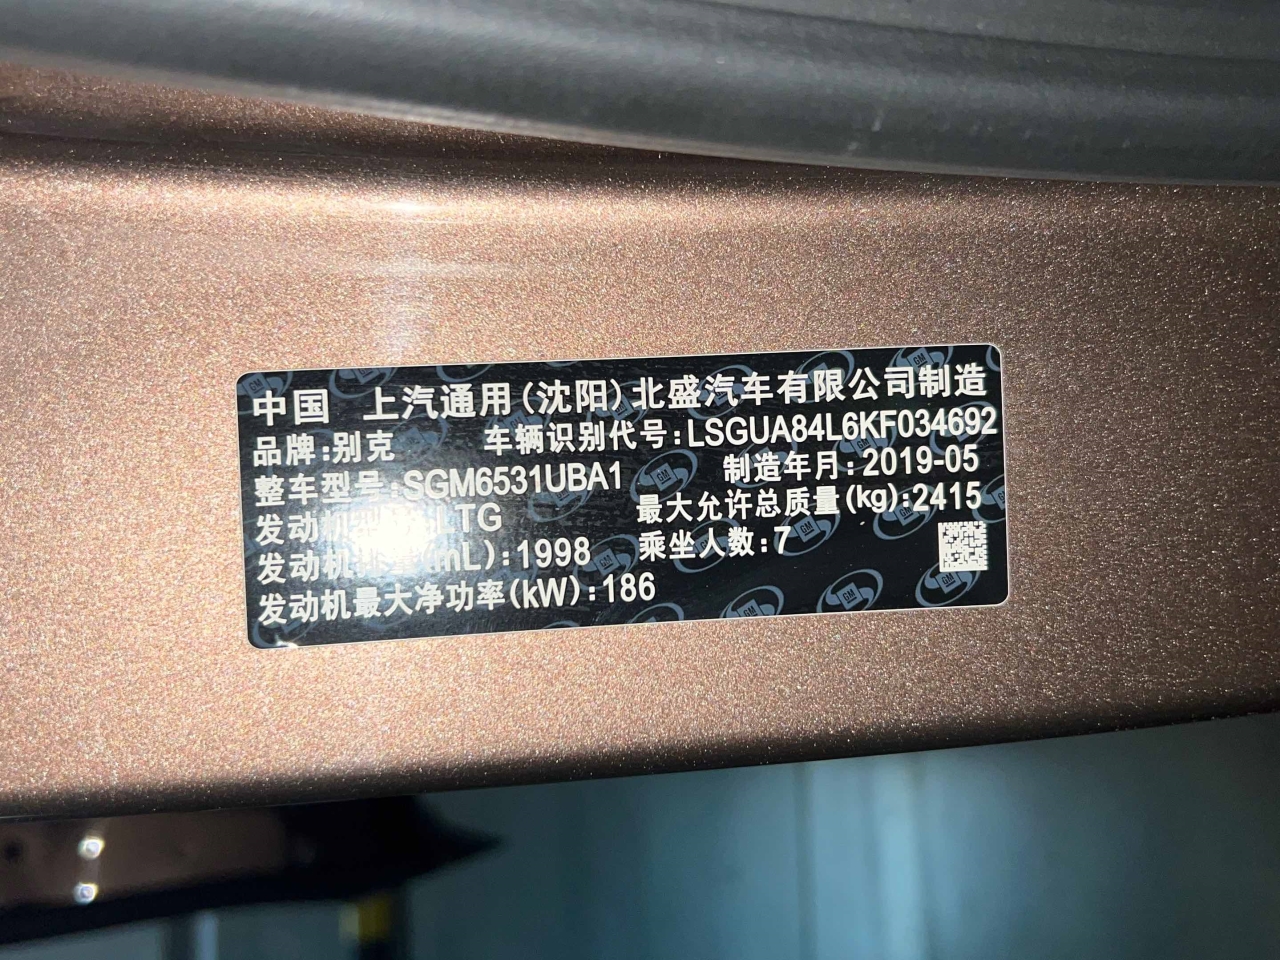 中国 上汽通用(沈阳)北盛汽车有限公司制造
品牌:别克 车辆识别代号:LSGUA84L6KF034692
整车型号:SGM6531UBA1 制造年月:2019-05
发动机 LTG 最大允许总质量(kg):2415
发动机排量(mL):1998 乘坐人数:7
发动机最大净功率(kW):186